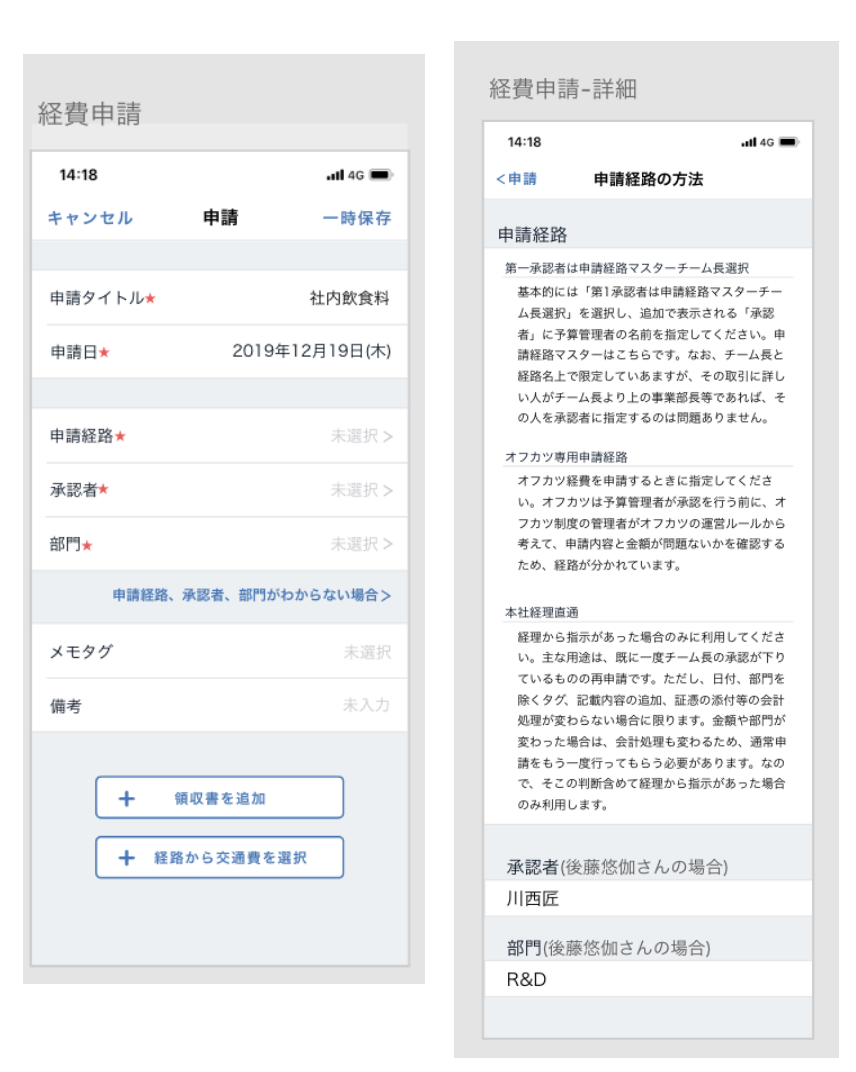 経費申請
14:18
4G
キャンセル 申請 一時保存
申請タイトル★ 社内飲食料
申請日★ 2019年12月19日(木)
申請経路★ 未選択 >
承認者★ 未選択 >
部門★ 未選択 >
申請経路、承認者、部門がわからない場合>
メモタグ 未選択
備考 未入力
+ 領収書を追加
+ 経路から交通費を選択
経費申請-詳細
14:18
4G
<申請 申請経路の方法
申請経路
第一承認者は申請経路マスターチーム長選択
基本的には「第1承認者は申請経路マスターチー
ム長選択」を選択し、追加で表示される「承認
者」に予算管理者の名前を指定してください。申
請経路マスターはこちらです。なお、チーム長と
経路名上で限定していあますが、その取引に詳し
い人がチーム長より上の事業部長等であれば、そ
の人を承認者に指定するのは問題ありません。
オフカツ専用申請経路
オフカツ経費を申請するときに指定してくださ
い。オフカツは予算管理者が承認を行う前に、オ
フカツ制度の管理者がオフカツの運営ルールから
考えて、申請内容と金額が問題ないかを確認する
ため、経路が分かれています。
本社経理直通
経理から指示があった場合のみに利用してくださ
い。主な用途は、既に一度チーム長の承認が下り
ているものの再申請です。ただし、日付、部門を
除くタグ、記載内容の追加、証憑の添付等の会計
処理が変わらない場合に限ります。金額や部門が
変わった場合は、会計処理も変わるため、通常申
請をもう一度行ってもらう必要があります。なの
で、そこの判断含めて経理から指示があった場合
のみ利用します。
承認者(後藤悠伽さんの場合)
川西匠
部門(後藤悠伽さんの場合)
R&D